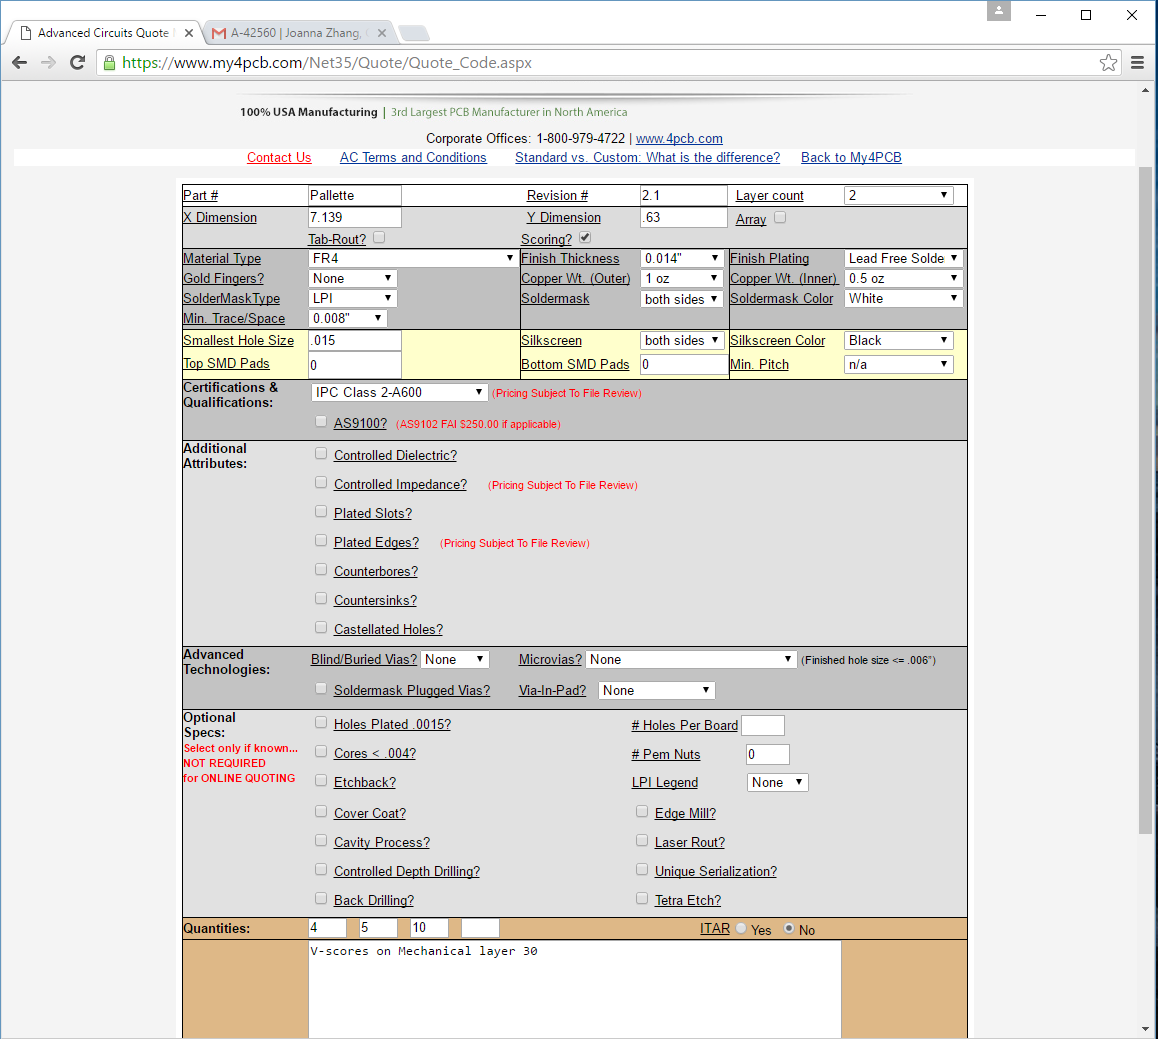 Advanced Circuits Quote
A-42560 | Joanna Zhang,
https://www.my4pcb.com/Net35/Quote/Quote_Code.aspx
100% USA Manufacturing | 3rd Largest PCB Manufacturer in North America
Corporate Offices: 1-800-979-4722 | www.4pcb.com
Contact Us AC Terms and Conditions Standard vs. Custom: What is the difference? Back to My4PCB
Part # Pallette Revision # 2.1 Layer count 2
X Dimension 7.139 Y Dimension .63 Array
Tab-Rout? Scoring?
Material Type FR4 Finish Thickness 0.014" Finish Plating Lead Free Solde
Gold Fingers? None Copper Wt. (Outer) 1 oz Copper Wt. (Inner) 0.5 oz
SolderMaskType LPI Soldermask both sides Soldermask Color White
Min. Trace/Space 0.008"
Smallest Hole Size .015 Silkscreen both sides Silkscreen Color Black
Top SMD Pads 0 Bottom SMD Pads 0 Min. Pitch n/a
Certifications &
Qualifications: IPC Class 2-A600 (Pricing Subject To File Review)
AS9100? (AS9102 FAI $250.00 if applicable)
Additional
Attributes:
Controlled Dielectric?
Controlled Impedance? (Pricing Subject To File Review)
Plated Slots?
Plated Edges? (Pricing Subject To File Review)
Counterbores?
Countersinks?
Castellated Holes?
Advanced
Technologies:
Blind/Buried Vias? None Microvias? None (Finished hole size <= .006")
Soldermask Plugged Vias? Via-In-Pad? None
Optional
Specs:
Select only if known...
NOT REQUIRED
for ONLINE QUOTING
Holes Plated .0015? # Holes Per Board
Cores < .004? # Pem Nuts 0
Etchback? LPI Legend None
Cover Coat? Edge Mill?
Cavity Process? Laser Rout?
Controlled Depth Drilling? Unique Serialization?
Back Drilling? Tetra Etch?
Quantities: 4 5 10 ITAR Yes No
V-scores on Mechanical layer 30